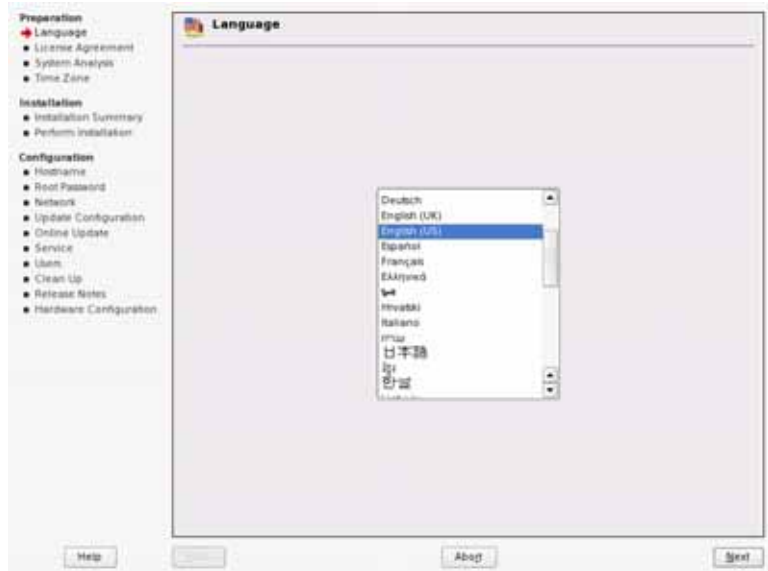 Preparation
Language
License Agreement
System Analysis
Time Zone
Installation
Installation Summary
Perform Installation
Configuration
Hostname
Root Password
Network
Update Configuration
Online Update
Service
Users
Clean Up
Release Notes
Hardware Configuration
Language
Deutsch
English (UK)
English (US)
Español
Français
Ελληνικά
Hrvatski
Italiano
עברית
日本語
한글
Help
Abort
Next